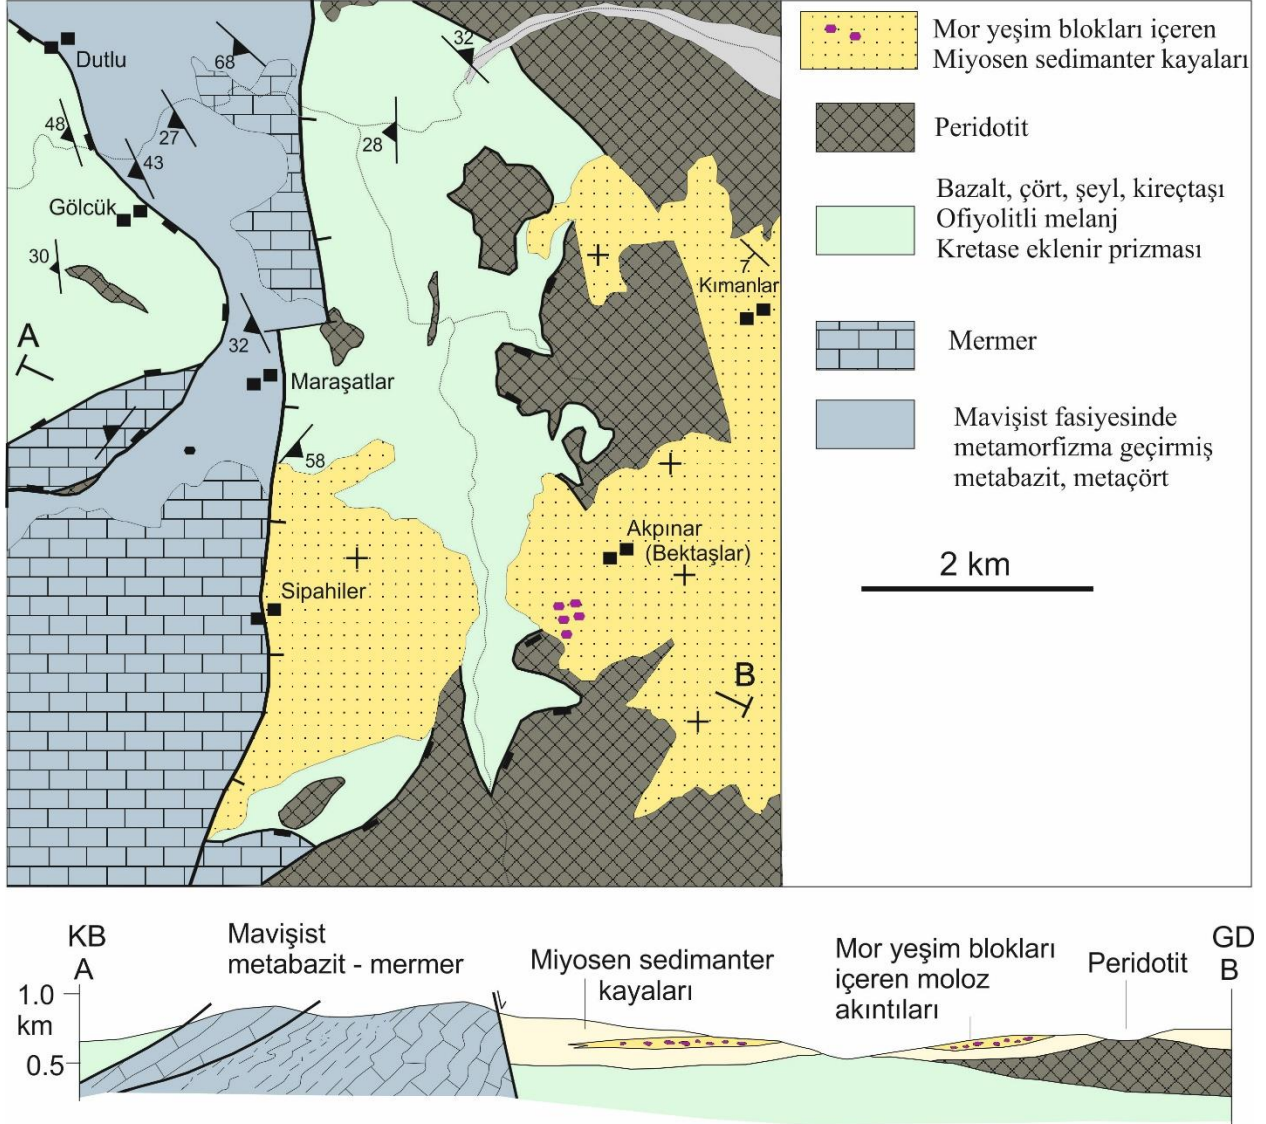 Dutlu
68
32
48
27
28
43
Gölcük
30
7
Kımanlar
A
32
Maraşatlar
58
Akpınar
(Bektaşlar)
Sipahiler
B
Mor yeşim blokları içeren
Miyosen sedimanter kayaları
Peridotit
Bazalt, çört, şeyl, kireçtaşı
Ofiyolitli melanj
Kretase eklenir prizması
Mermer
Mavişist fasiyesinde
metamorfizma geçirmiş
metabazit, metaçört
2 km
KB
A
1.0
km
0.5
Mavişist
metabazit - mermer
Miyosen sedimanter
kayaları
Mor yeşim blokları
içeren moloz
akıntıları
Peridotit
GD
B